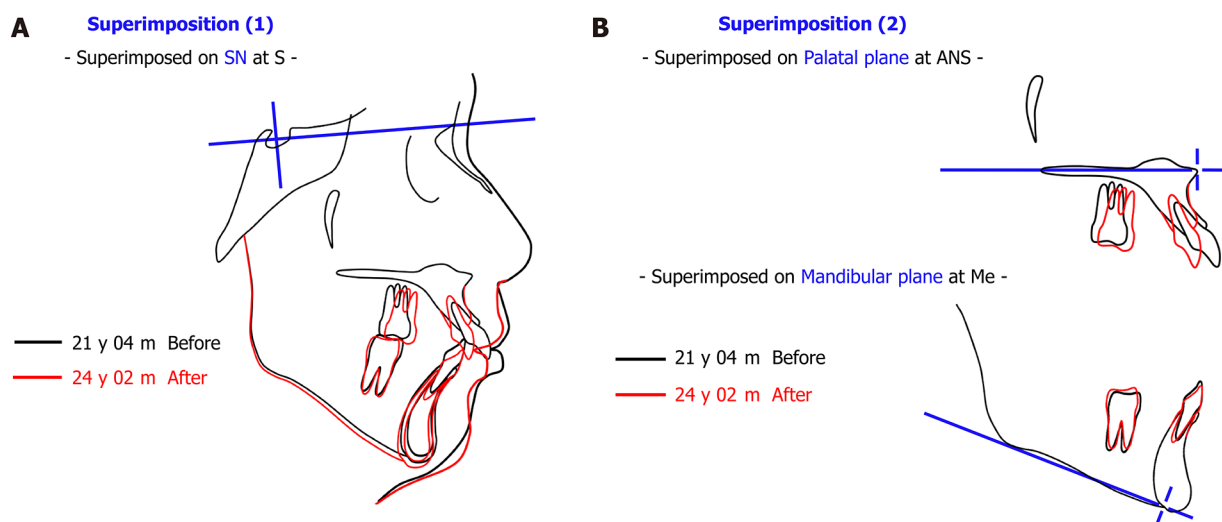 A
Superimposition (1)
- Superimposed on SN at S -
21 y 04 m Before
24 y 02 m After
B
Superimposition (2)
- Superimposed on Palatal plane at ANS -
- Superimposed on Mandibular plane at Me -
21 y 04 m Before
24 y 02 m After